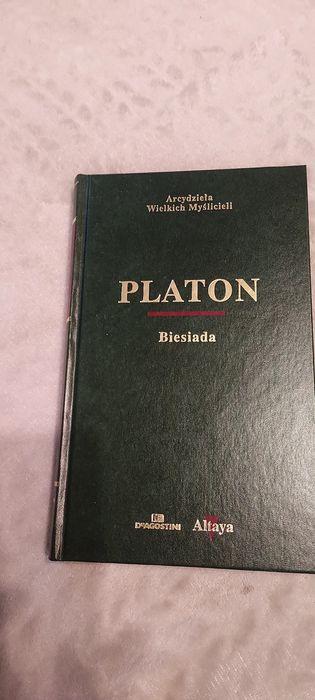 Arcydzieła
Wielkich Myślicieli
PLATON
Biesiada
DeAGOSTINI Altaya